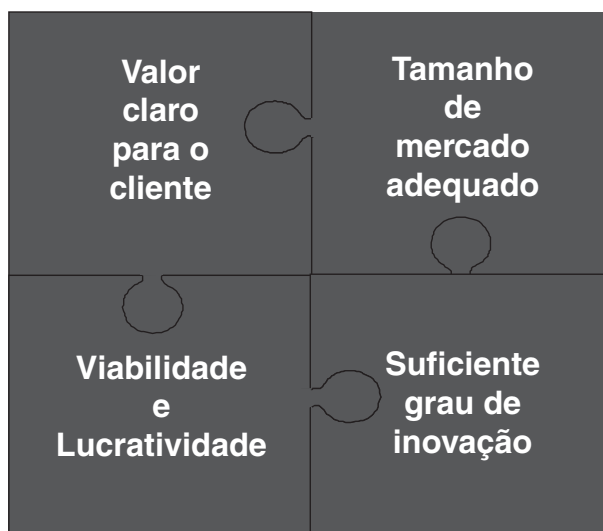 Valor
claro
para o
cliente
Tamanho
de
mercado
adequado
Viabilidade
e
Lucratividade
Suficiente
grau de
inovação